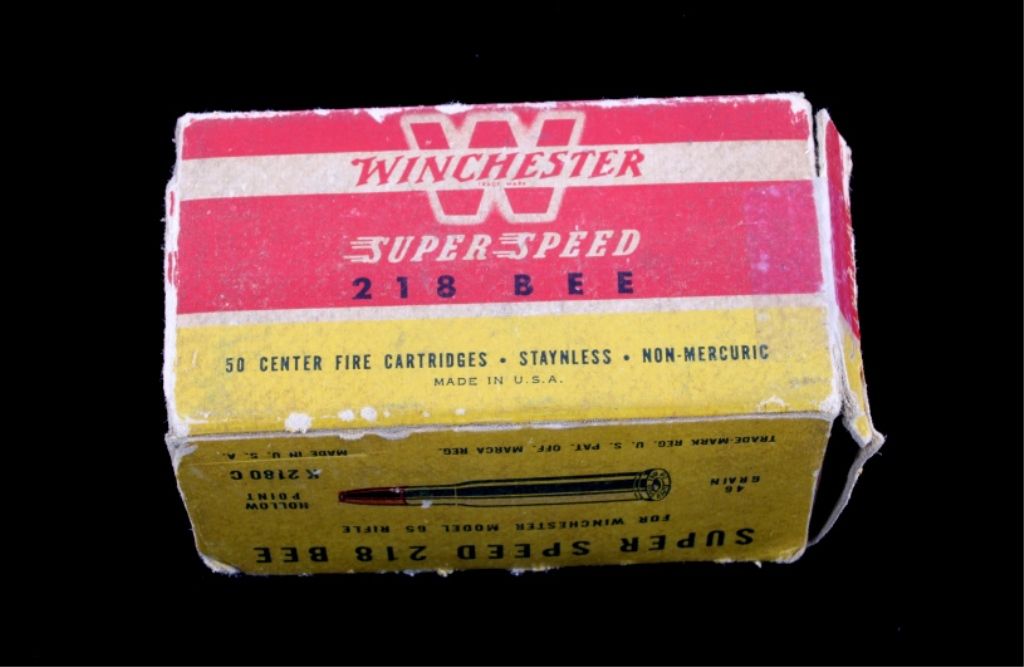 W
WINCHESTER
TRADE MARK
SUPER SPEED
218 BEE
50 CENTER FIRE CARTRIDGES • STAYNLESS • NON-MERCURIC
MADE IN U.S.A.
SUPER SPEED 218 BEE
FOR WINCHESTER MODEL 65 RIFLE
46 GRAIN
HOLLOW POINT
K 2180 C
TRADE-MARK REG. U. S. PAT. OFF. MARCA REG.
MADE IN U. S. A.